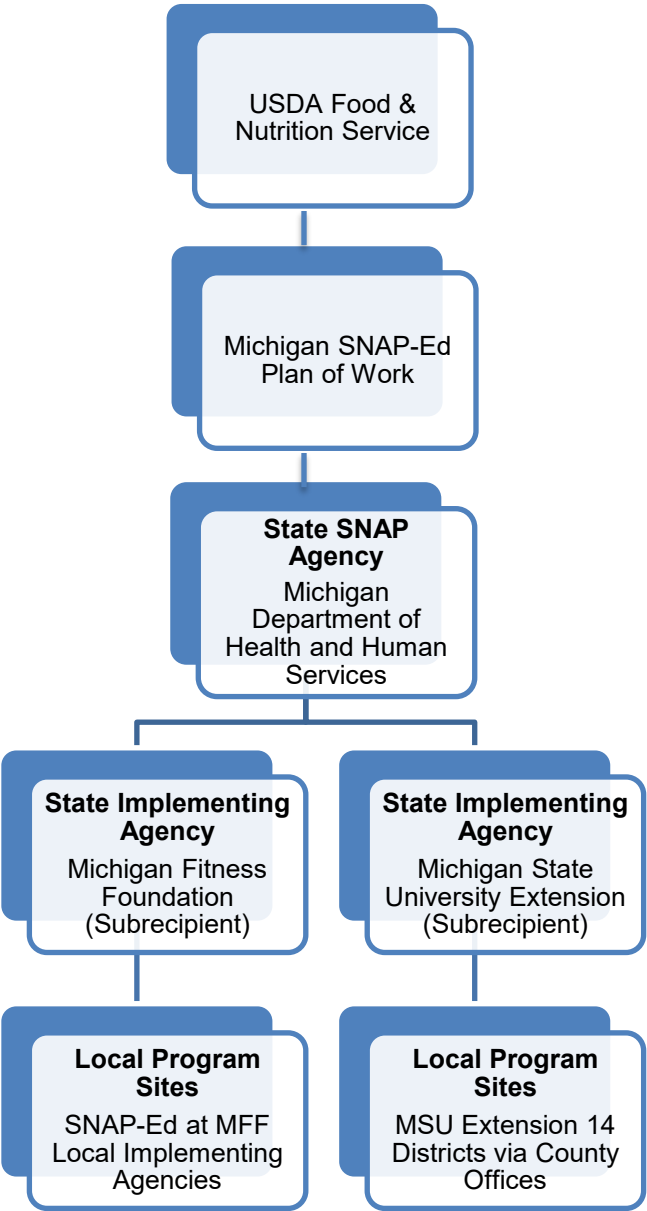 USDA Food &
Nutrition Service
Michigan SNAP-Ed
Plan of Work
State SNAP
Agency
Michigan
Department of
Health and Human
Services
State Implementing
Agency
Michigan Fitness
Foundation
(Subrecipient)
State Implementing
Agency
Michigan State
University Extension
(Subrecipient)
Local Program
Sites
SNAP-Ed at MFF
Local Implementing
Agencies
Local Program
Sites
MSU Extension 14
Districts via County
Offices